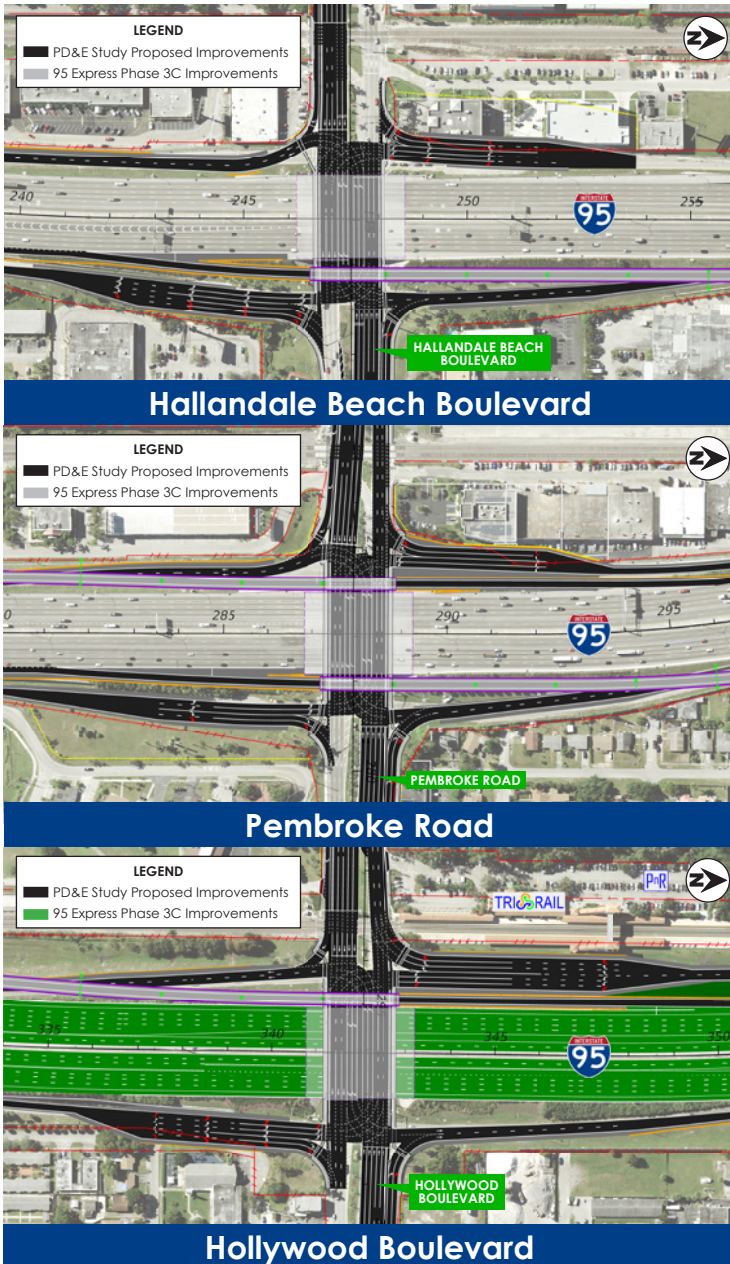 LEGEND
PD&E Study Proposed Improvements
95 Express Phase 3C Improvements
N
240
245
250
255
INTERSTATE
95
HALLANDALE BEACH
BOULEVARD
Hallandale Beach Boulevard
LEGEND
PD&E Study Proposed Improvements
95 Express Phase 3C Improvements
N
0
285
290
295
INTERSTATE
95
PEMBROKE ROAD
Pembroke Road
LEGEND
PD&E Study Proposed Improvements
95 Express Phase 3C Improvements
N
PnR
TRI RAIL
335
340
345
350
INTERSTATE
95
HOLLYWOOD
BOULEVARD
Hollywood Boulevard